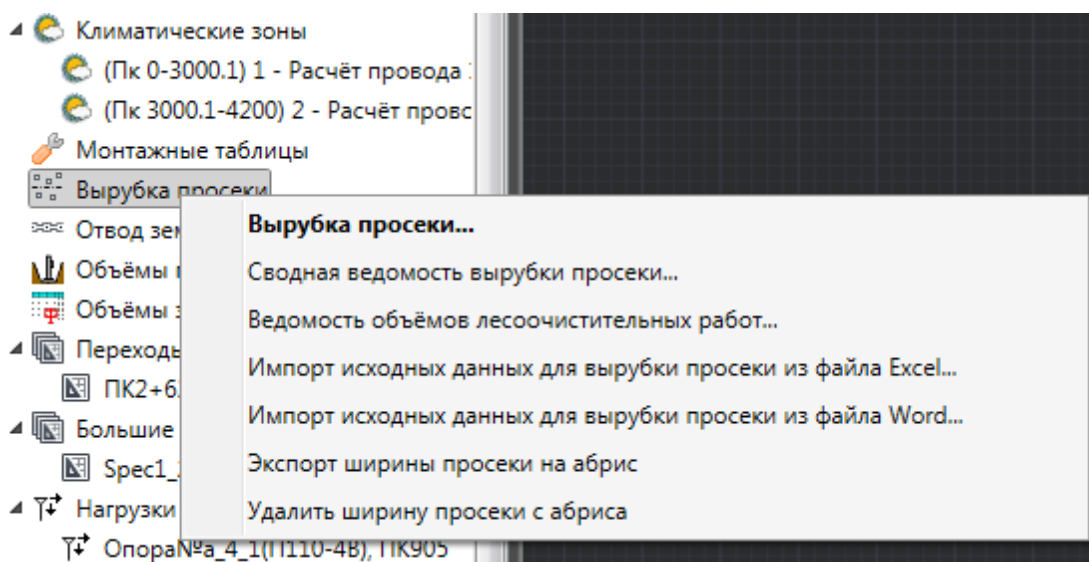 Климатические зоны
(Пк 0-3000.1) 1 - Расчёт провода
(Пк 3000.1-4200) 2 - Расчёт
Монтажные таблицы
Вырубка просеки
Отвод
Объёмы
Объёмы
Переходы
ПК2+6
Большие
Spec1_
Нагрузки
ОпораNºа_4_1(П110-4В), ПК905
Вырубка просеки...
Сводная ведомость вырубки просеки...
Ведомость объёмов лесоочистительных работ...
Импорт исходных данных для вырубки просеки из файла Excel...
Импорт исходных данных для вырубки просеки из файла Word...
Экспорт ширины просеки на абрис
Удалить ширину просеки с абриса